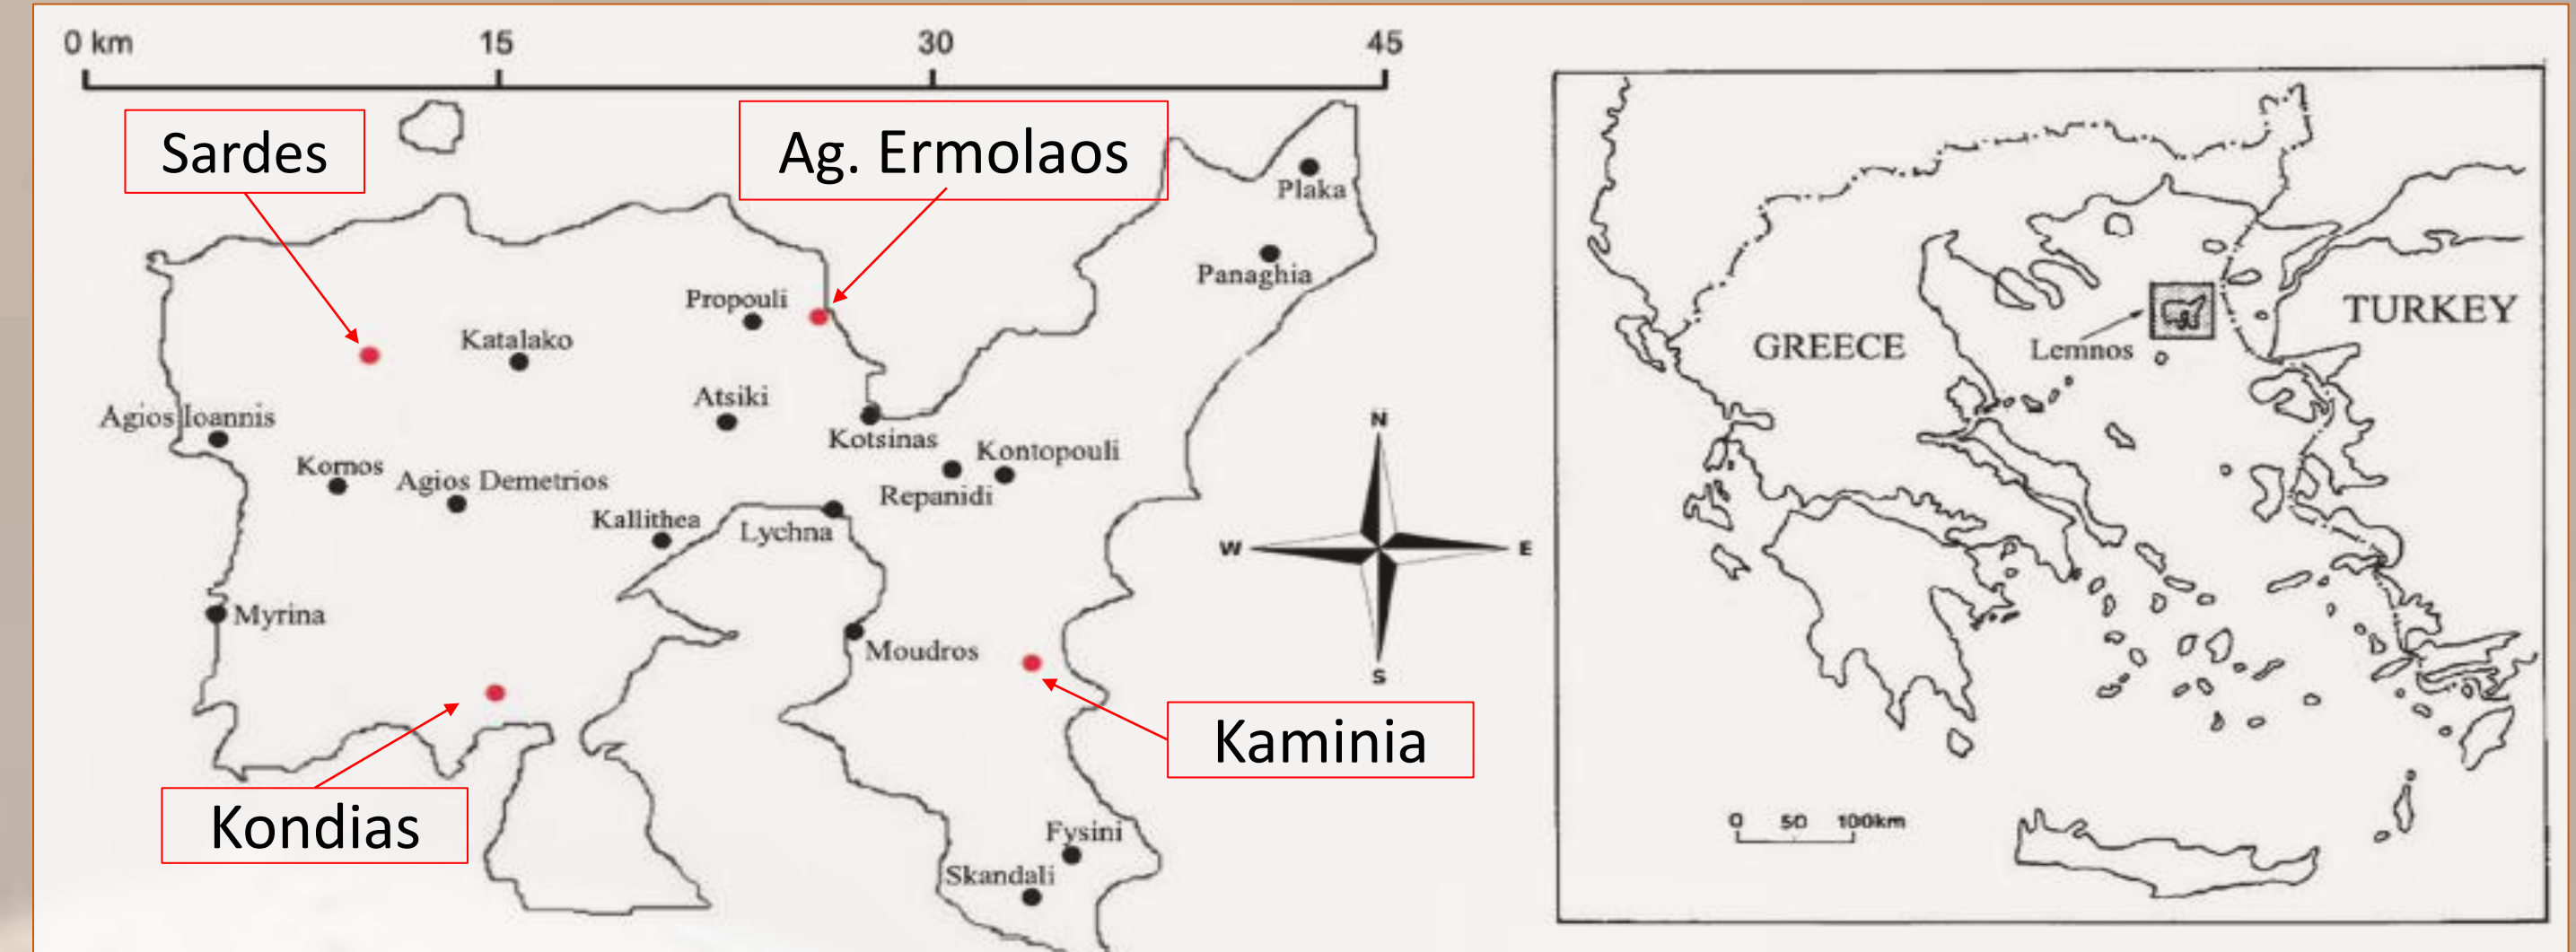 0 km 15 30 45
Sardes
Ag. Ermolaos
Plaka
Panaghia
Propouli
Katalako
Atsiki
Agios Ioannis
Kotsinas
Kontopouli
Kornos
Agios Demetrios
Repanidi
Kallithea
Lychna
Myrina
Moudros
Kaminia
Kondias
Fysini
Skandali
N
W E
S
GREECE
TURKEY
Lemnos
0 50 100km